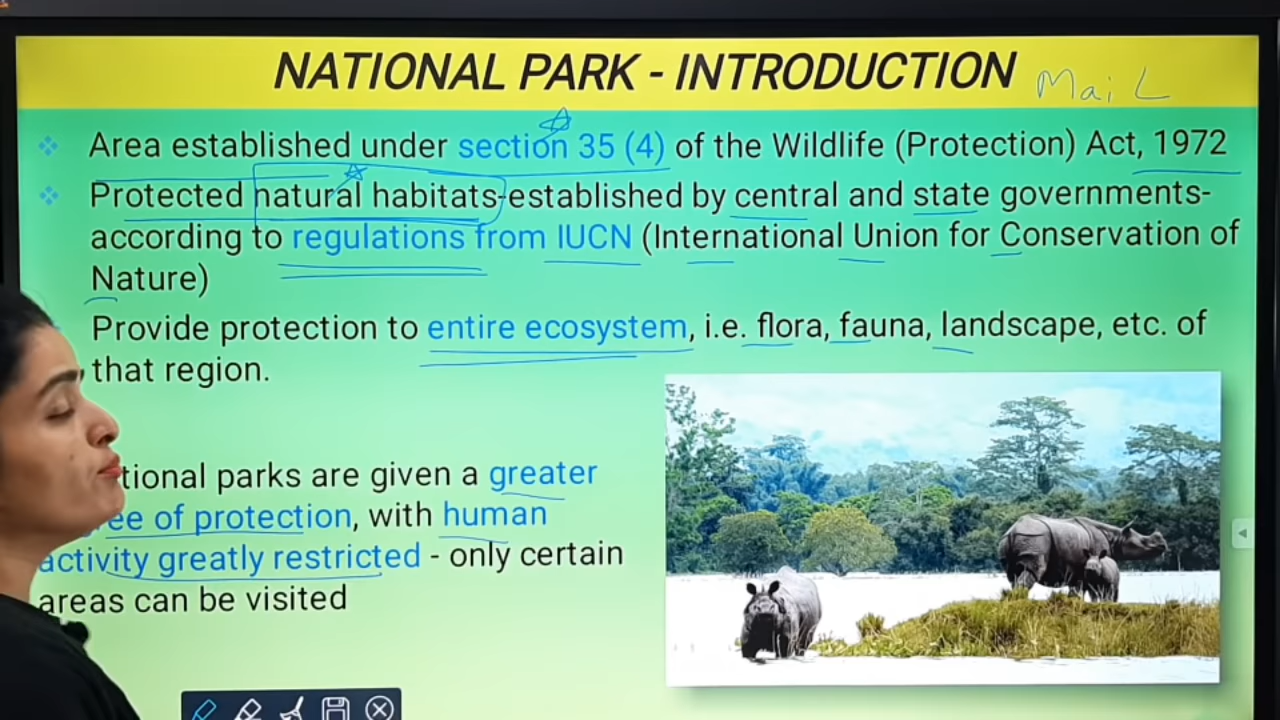 NATIONAL PARK - INTRODUCTION Mai L
Area established under section 35 (4) of the Wildlife (Protection) Act, 1972
Protected natural habitats-established by central and state governments-
according to regulations from IUCN (International Union for Conservation of
Nature)
Provide protection to entire ecosystem, i.e. flora, fauna, landscape, etc. of
that region.
tional parks are given a greater
ee of protection, with human
activity greatly restricted - only certain
areas can be visited